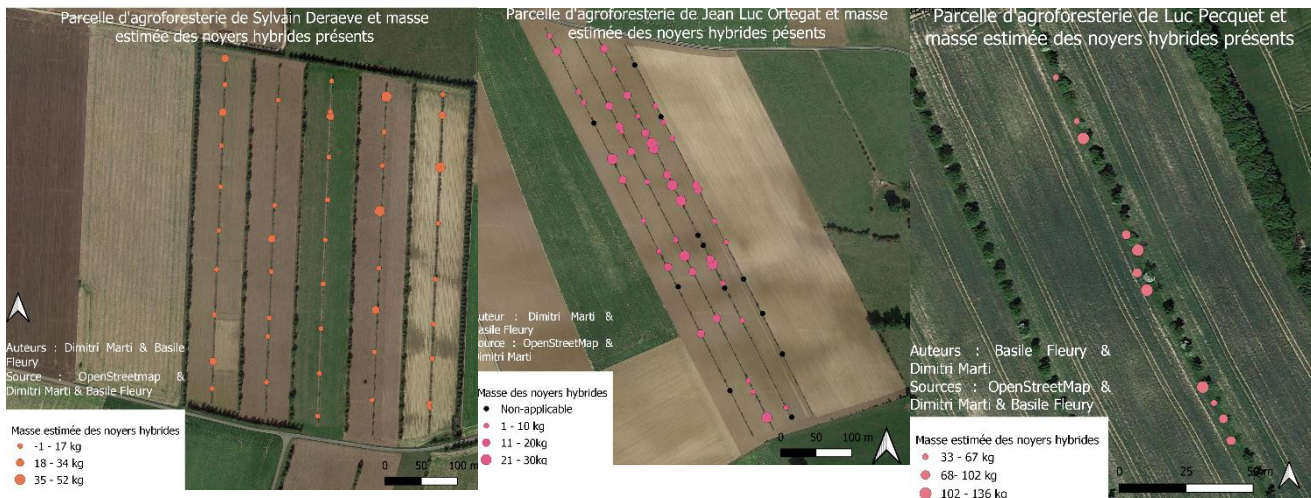 Parcelle d'agroforesterie de Sylvain Deraeve et masse
estimée des noyers hybrides présents
Auteurs : Dimitri Marti & Basile
Fleury
Source : OpenStreetmap &
Dimitri Marti & Basile Fleury
Masse estimée des noyers hybrides
-1 - 17 kg
18 - 34 kg
35 - 52 kg
0 50 100 m
Parcelle d'agroforesterie de Jean Luc Ortegat et masse
estimée des noyers hybrides pésents
Auteur : Dimitri Marti &
Basile Fleury
Source : OpenStreetMap &
Dimitri Marti
Masse des noyers hybrides
Non-applicable
1 - 10 kg
11 - 20kg
21 - 30kg
0 50 100 m
Parcelle d'agroforesterie de Luc Pecquet et
masse estimée des noyers hybrides présents
Auteurs : Basile Fleury &
Dimitri Marti
Sources : OpenStreetMap &
Dimitri Marti & Basile Fleury
Masse estimée des noyers hybrides
33 - 67 kg
68- 102 kg
102 - 136 kg
0 25 50 m